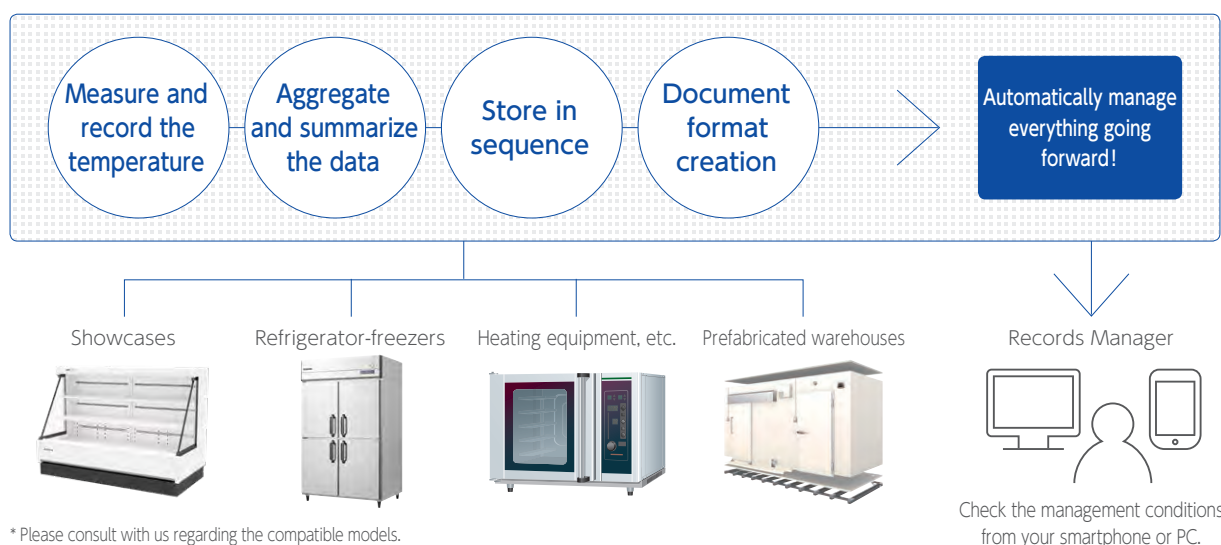 Measure and
record the
temperature
Aggregate
and summarize
the data
Store in
sequence
Document
format
creation
Automatically manage
everything going
forward!
Showcases
Refrigerator-freezers
Heating equipment, etc.
Prefabricated warehouses
Records Manager
Check the management conditions
from your smartphone or PC.
* Please consult with us regarding the compatible models.